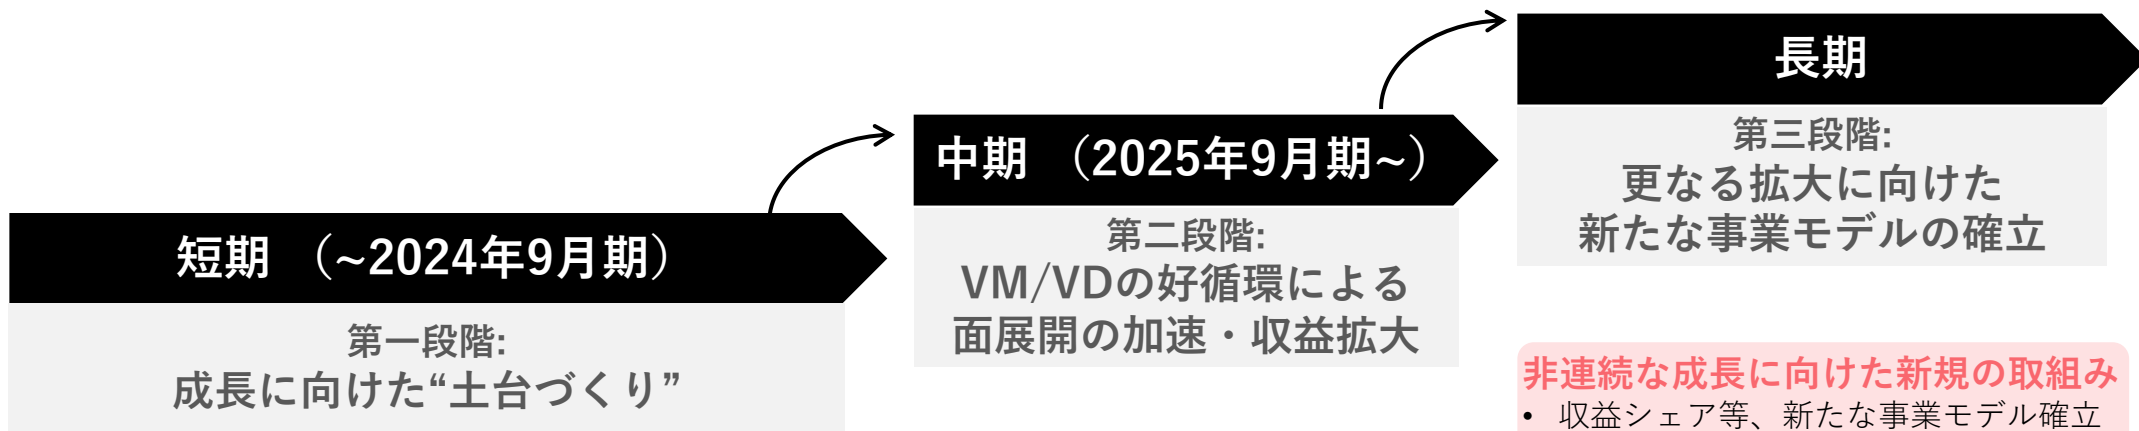 短期 （~2024年9月期）
第一段階:
成長に向けた“土台づくり”
中期 （2025年9月期~）
第二段階:
VM/VDの好循環による
面展開の加速・収益拡大
長期
第三段階:
更なる拡大に向けた
新たな事業モデルの確立
非連続な成長に向けた新規の取組み
• 収益シェア等、新たな事業モデル確立